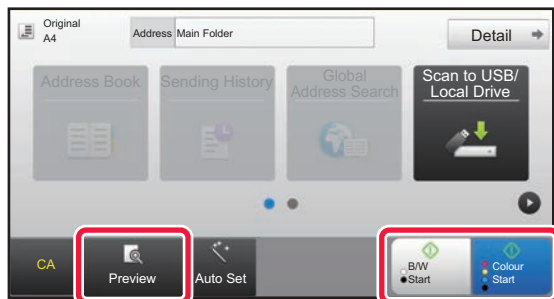 Original
A4
Address Main Folder
Detail
Address Book
Sending History
Global
Address Search
Scan to USB/
Local Drive
CA
Preview
Auto Set
B/W
Start
Colour
Start